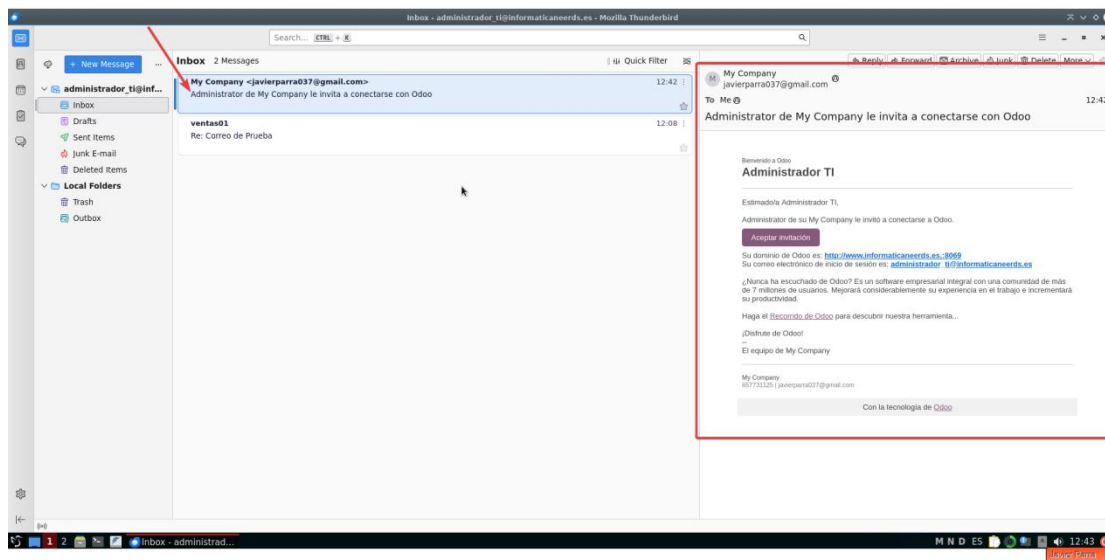 Inbox - administrador_ti@informaticaneerds.es - Mozilla Thunderbird
Search... CTRL + K
+ New Message
administrador_ti@inf...
Inbox
Drafts
Sent Items
Junk E-mail
Deleted Items
Local Folders
Trash
Outbox
Inbox 2 Messages
Quick Filter
My Company <javierparra037@gmail.com> 12:42
Administrator de My Company le invita a conectarse con Odoo
ventas01 12:08
Re: Correo de Prueba
Reply Forward Archive Junk Delete More
M My Company
javierparra037@gmail.com
To Me 12:42
Administrator de My Company le invita a conectarse con Odoo
Bienvenido a Odoo
Administrador TI
Estimado/a Administrador TI,
Administrator de su My Company le invitó a conectarse a Odoo.
Aceptar invitación
Su dominio de Odoo es: http://www.informaticaneerds.es.:8069
Su correo electrónico de inicio de sesión es: administrador_ti@informaticaneerds.es
¿Nunca ha escuchado de Odoo? Es un software empresarial integral con una comunidad de más
de 7 millones de usuarios. Mejorará considerablemente su experiencia en el trabajo e incrementará
su productividad.
Haga el Recorrido de Odoo para descubrir nuestra herramienta...
¡Disfrute de Odoo!
--
El equipo de My Company
My Company
657731125 | javierparra037@gmail.com
Con la tecnología de Odoo
1 2 Inbox - administrad... M N D ES 12:43
Javier Parra